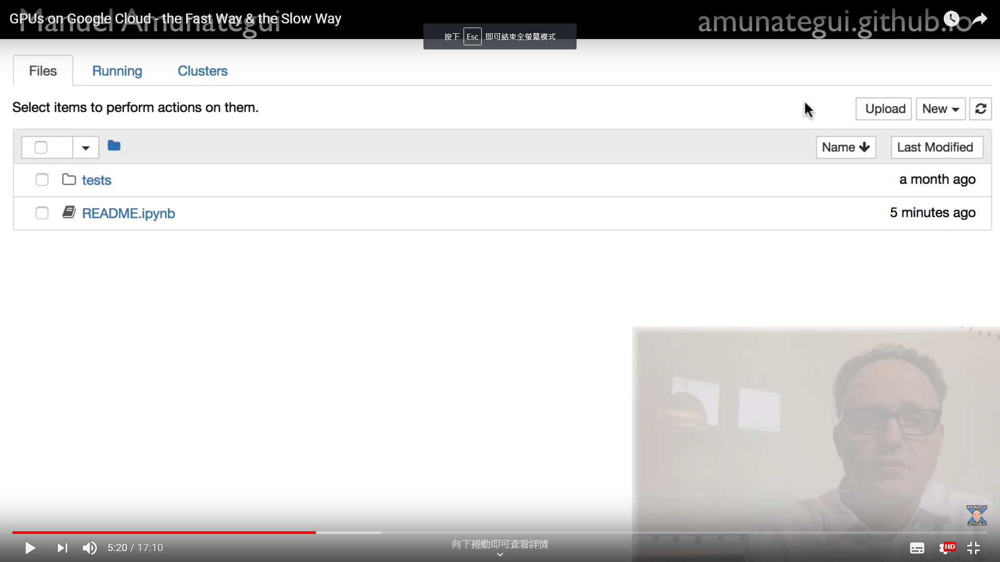 GPUs on Google Cloud - the Fast Way & the Slow Way
Manuel Amunategui
amunategui.github.io
按下 Esc 即可結束全螢幕模式
Files Running Clusters
Select items to perform actions on them.
Upload New
Name Last Modified
tests a month ago
README.ipynb 5 minutes ago
AMUNATEGUI
.GITHUB.IO
5:20 / 17:10
向下捲動即可查看詳情
HD